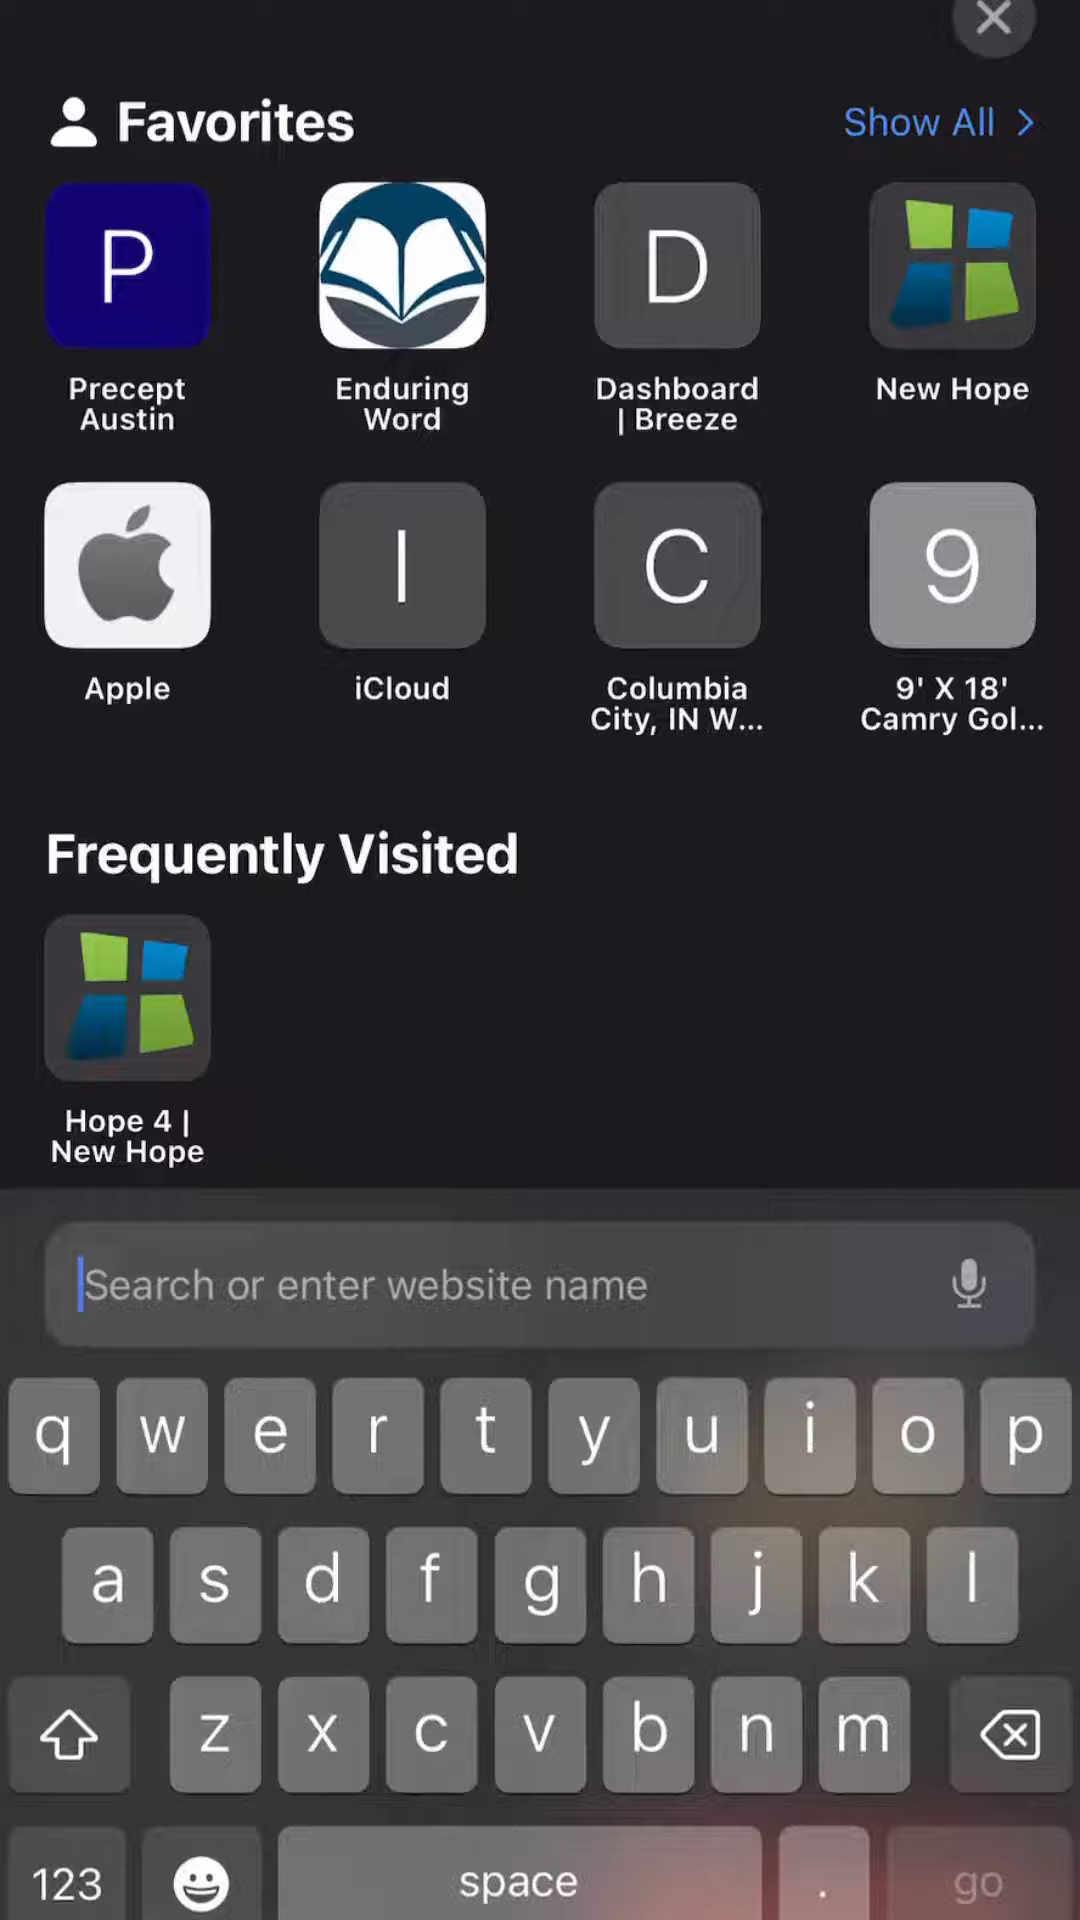 Favorites
Show All
P
D
Precept
Austin
Enduring
Word
Dashboard
| Breeze
New Hope
I
C
9
Apple
iCloud
Columbia
City, IN W...
9' X 18'
Camry Gol...
Frequently Visited
Hope 4 |
New Hope
Search or enter website name
q w e r t y u i o p
a s d f g h j k l
z x c v b n m
123 space . go